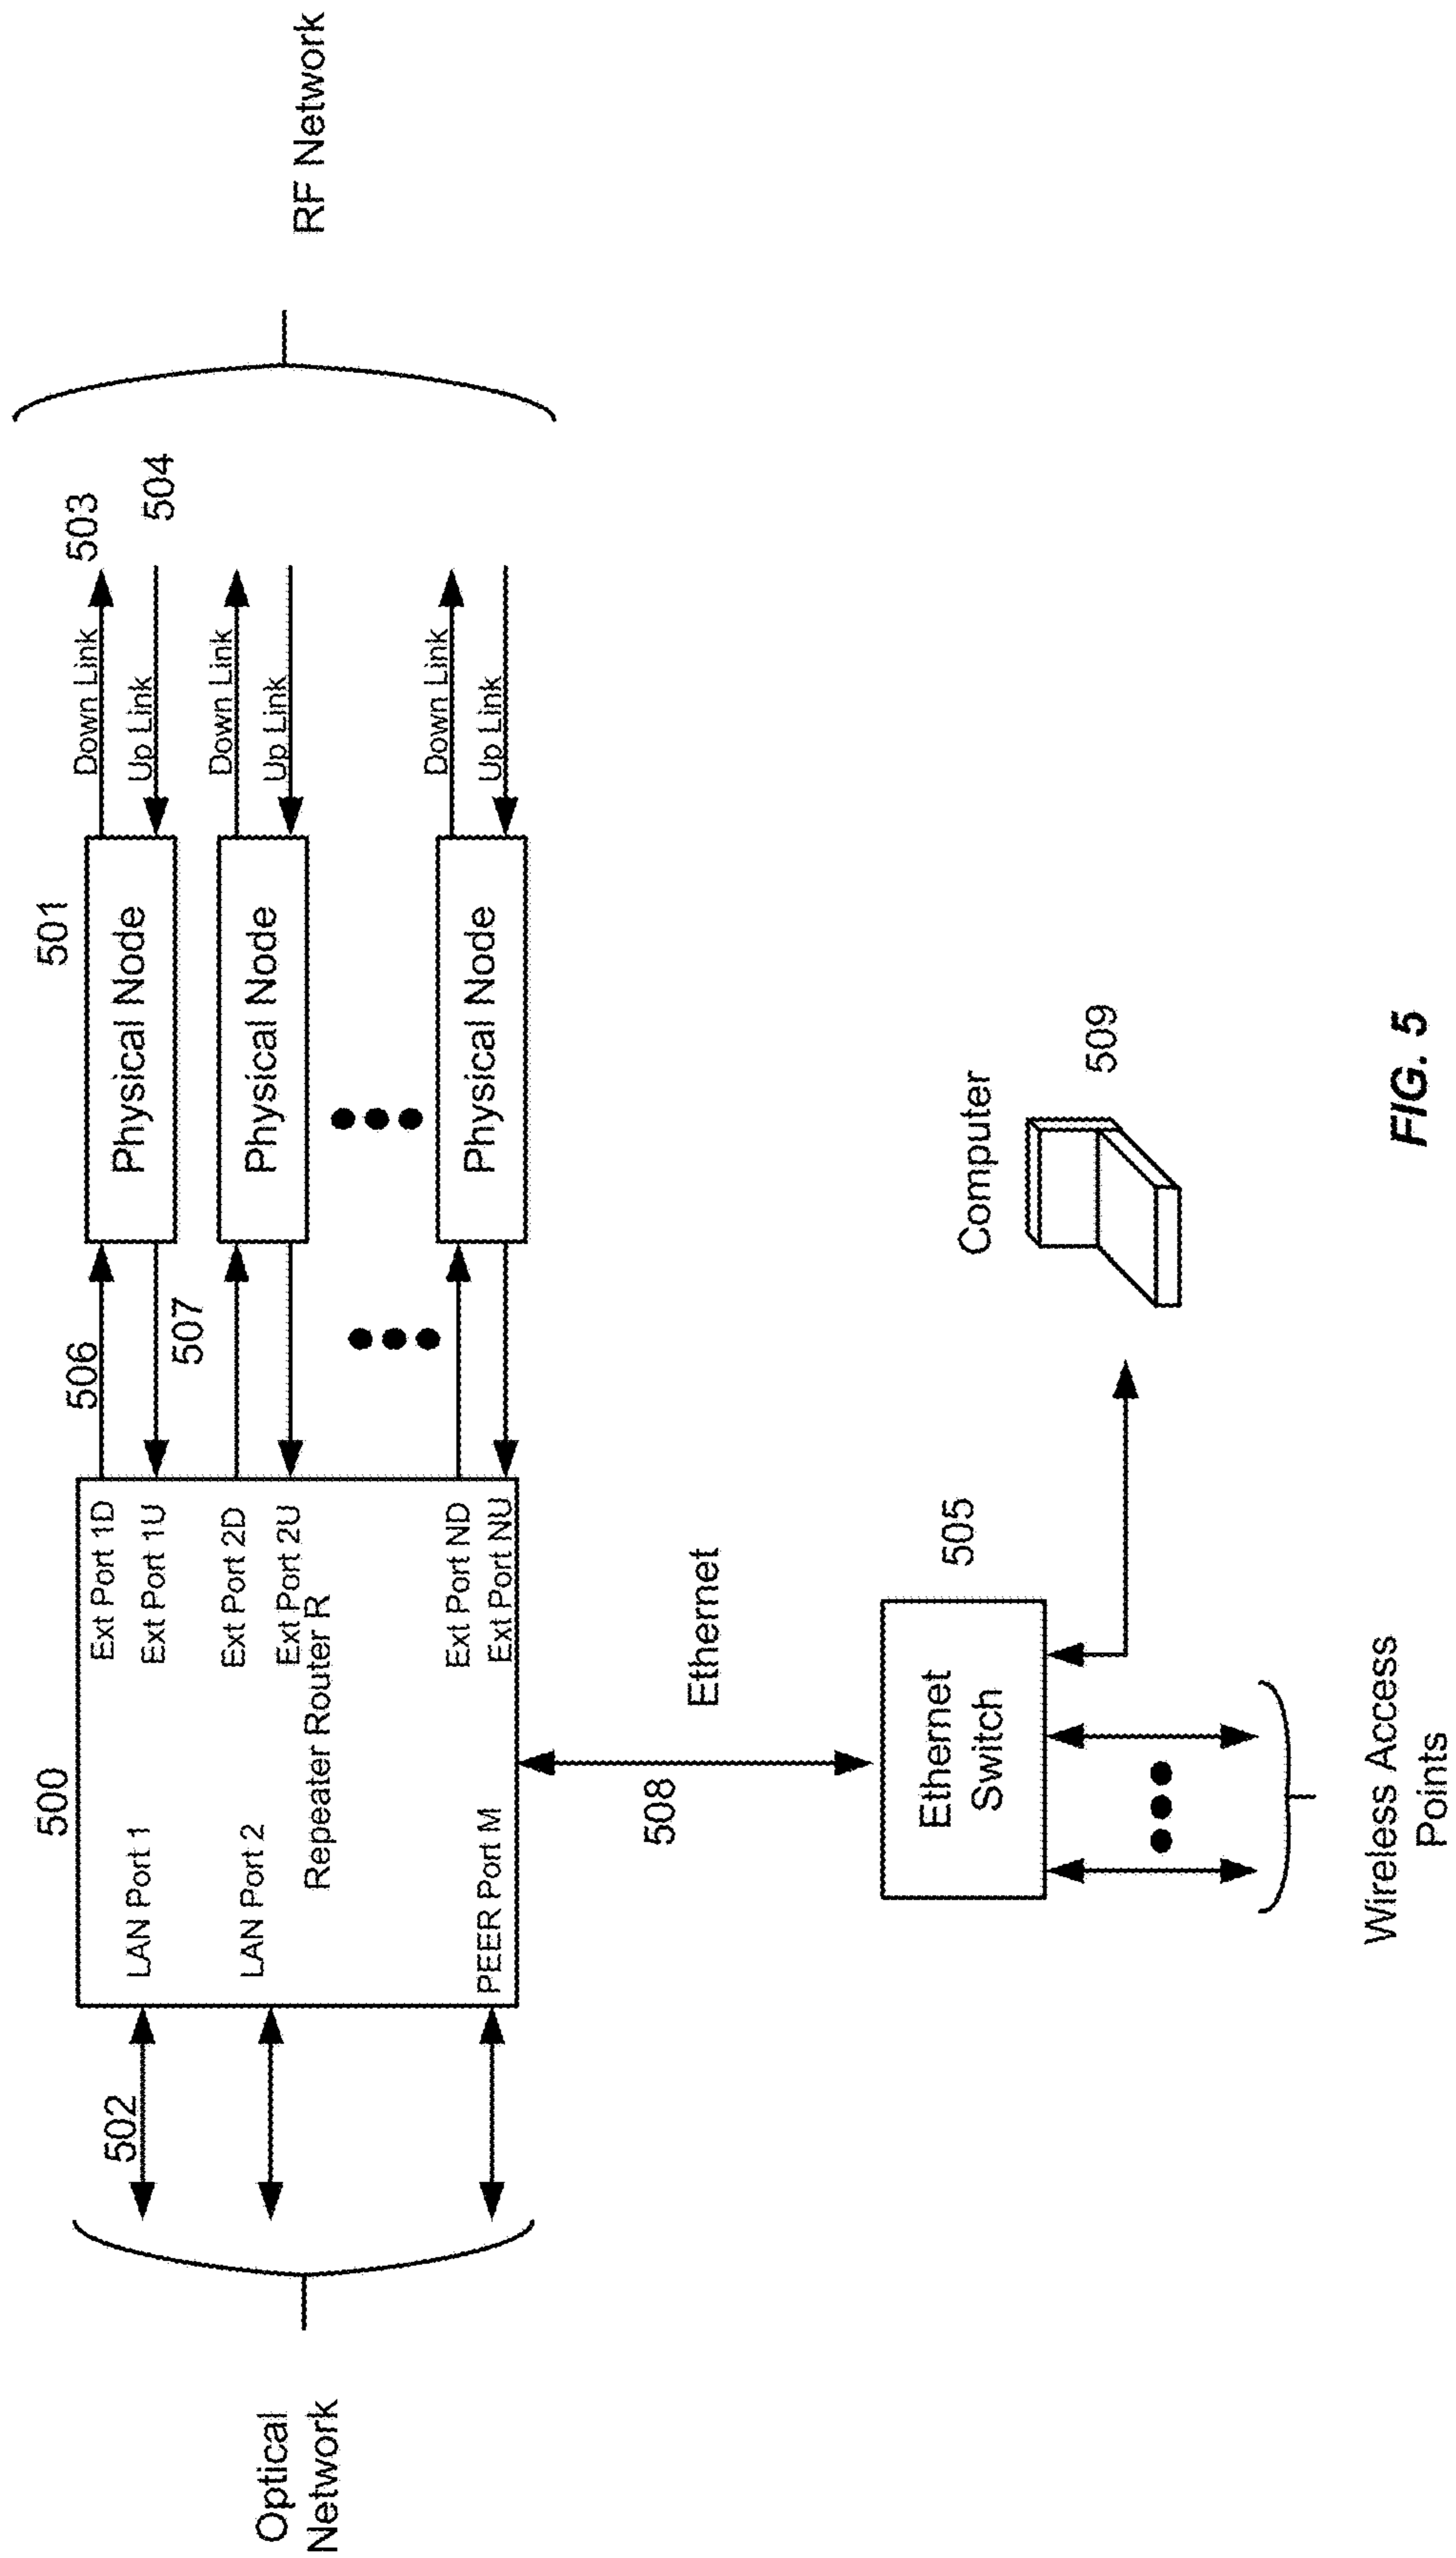 500
501
503
504
506
507
502
LAN Port 1
LAN Port 2
PEER Port M
Repeater Router R
Ext Port 1D
Ext Port 1U
Ext Port 2D
Ext Port 2U
Ext Port ND
Ext Port NU
Physical Node
Physical Node
Physical Node
Down Link
Up Link
Down Link
Up Link
Down Link
Up Link
Optical
Network
RF Network
508
Ethernet
505
Ethernet
Switch
Computer
509
Wireless Access
Points
FIG. 5